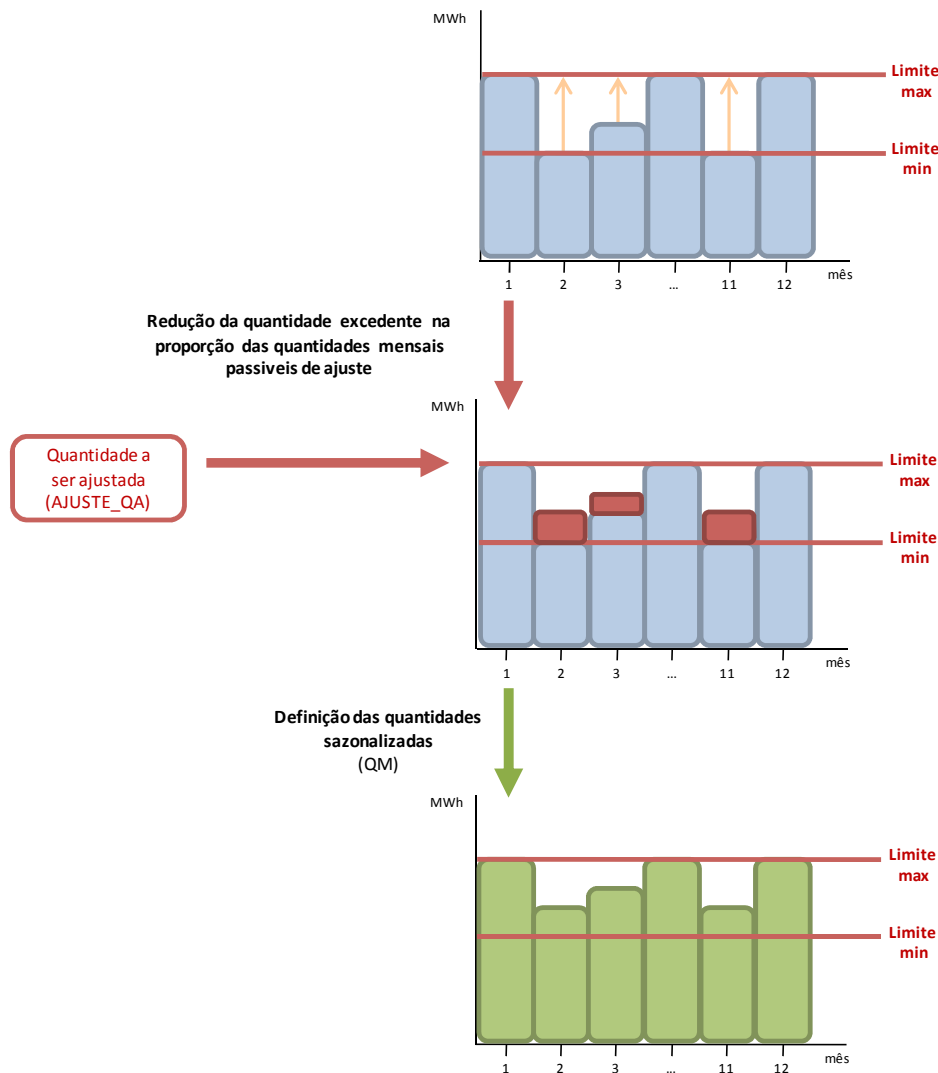 MWh
Limite
max
Limite
min
mês
1 2 3 ... 11 12
Redução da quantidade excedente na
proporção das quantidades mensais
passiveis de ajuste
MWh
Quantidade a
ser ajustada
(AJUSTE_QA)
Limite
max
Limite
min
mês
1 2 3 ... 11 12
Definição das quantidades
sazonalizadas
(QM)
MWh
Limite
max
Limite
min
mês
1 2 3 ... 11 12